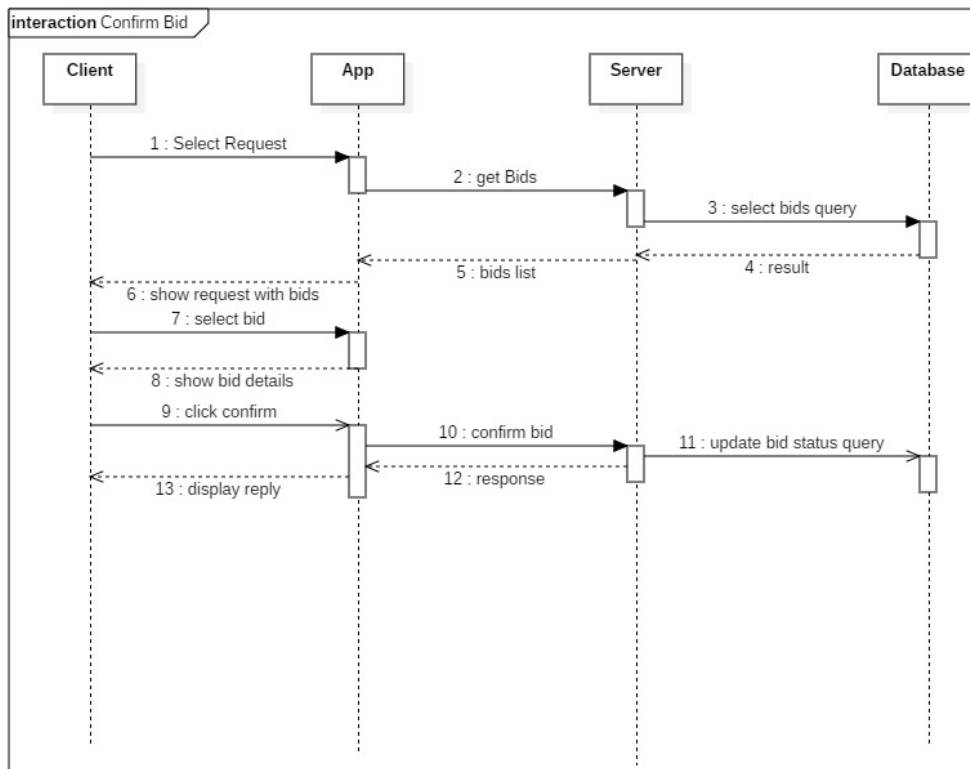 interaction Confirm Bid
Client
App
Server
Database
1 : Select Request
2 : get Bids
3 : select bids query
4 : result
5 : bids list
6 : show request with bids
7 : select bid
8 : show bid details
9 : click confirm
10 : confirm bid
11 : update bid status query
12 : response
13 : display reply